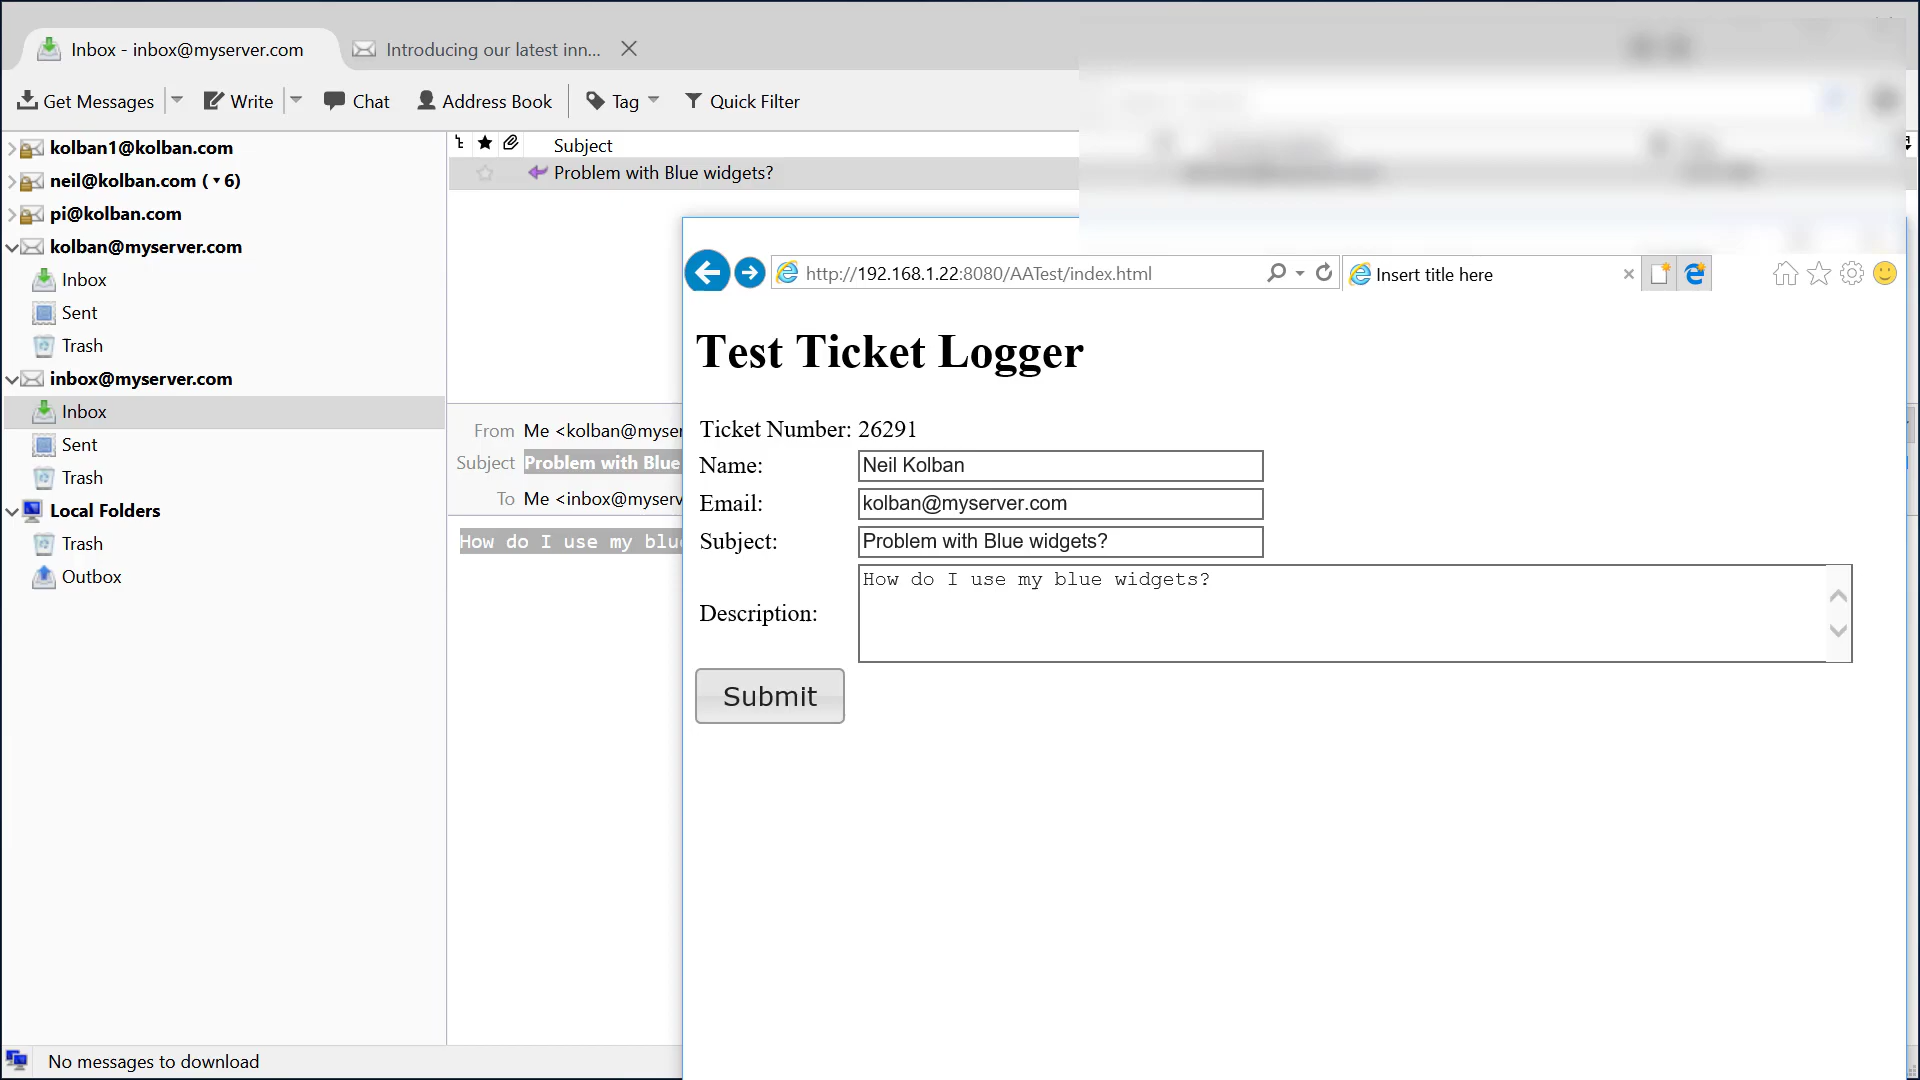 Inbox - inbox@myserver.com
Introducing our latest inn...
Get Messages
Write
Chat
Address Book
Tag
Quick Filter
kolban1@kolban.com
neil@kolban.com (▾6)
pi@kolban.com
kolban@myserver.com
Inbox
Sent
Trash
inbox@myserver.com
Inbox
Sent
Trash
Local Folders
Trash
Outbox
Subject
Problem with Blue widgets?
From Me <kolban@myser
Subject Problem with Blue
To Me <inbox@myserv
How do I use my blu
http://192.168.1.22:8080/AATest/index.html
Insert title here
Test Ticket Logger
Ticket Number: 26291
Name: Neil Kolban
Email: kolban@myserver.com
Subject: Problem with Blue widgets?
Description: How do I use my blue widgets?
Submit
No messages to download